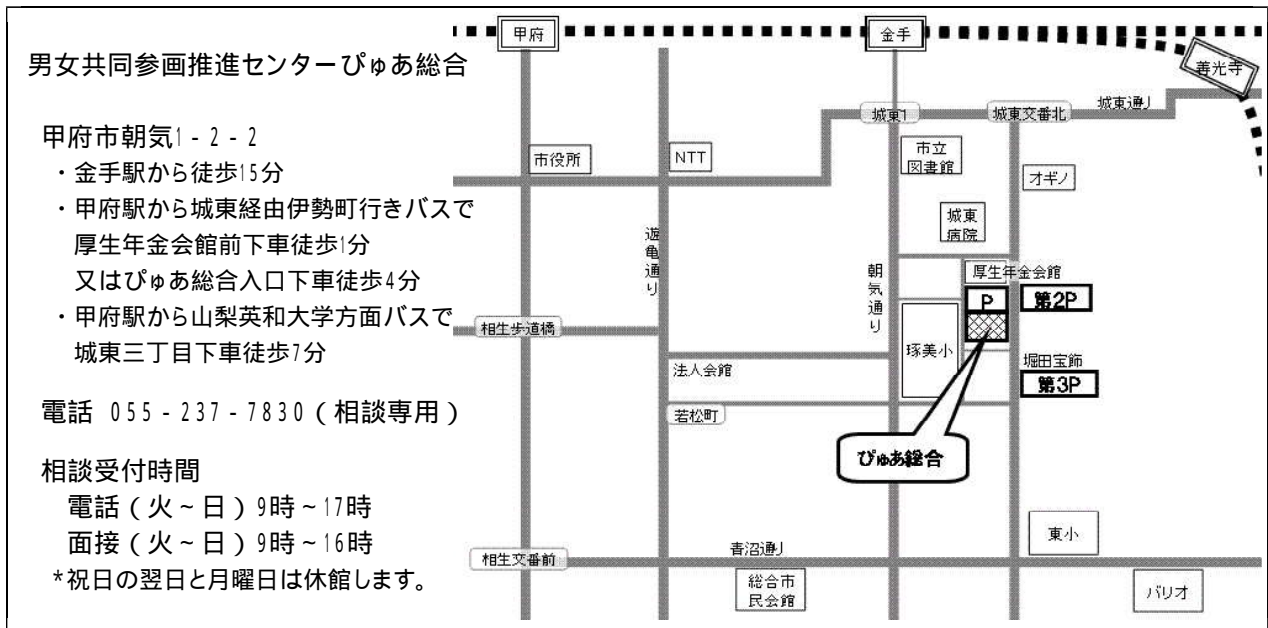 男女共同参画推進センターぴゅあ総合
甲府市朝気1-2-2
・金手駅から徒歩15分
・甲府駅から城東経由伊勢町行きバスで
厚生年金会館前下車徒歩1分
又はぴゅあ総合入口下車徒歩4分
・甲府駅から山梨英和大学方面バスで
城東三丁目下車徒歩7分
電話 055-237-7830(相談専用)
相談受付時間
電話(火~日)9時~17時
面接(火~日)9時~16時
*祝日の翌日と月曜日は休館します。
甲府
金手
善光寺
城東通り
城東1
城東交番北
市役所
NTT
市立
図書館
オギノ
城東
病院
遊亀通り
朝気通り
厚生年金会館
P
第2P
相生歩道橋
琢美小
法人会館
堀田宝飾
第3P
若松町
ぴゅあ総合
東小
青沼通り
相生交番前
総合市
民会館
バリオ